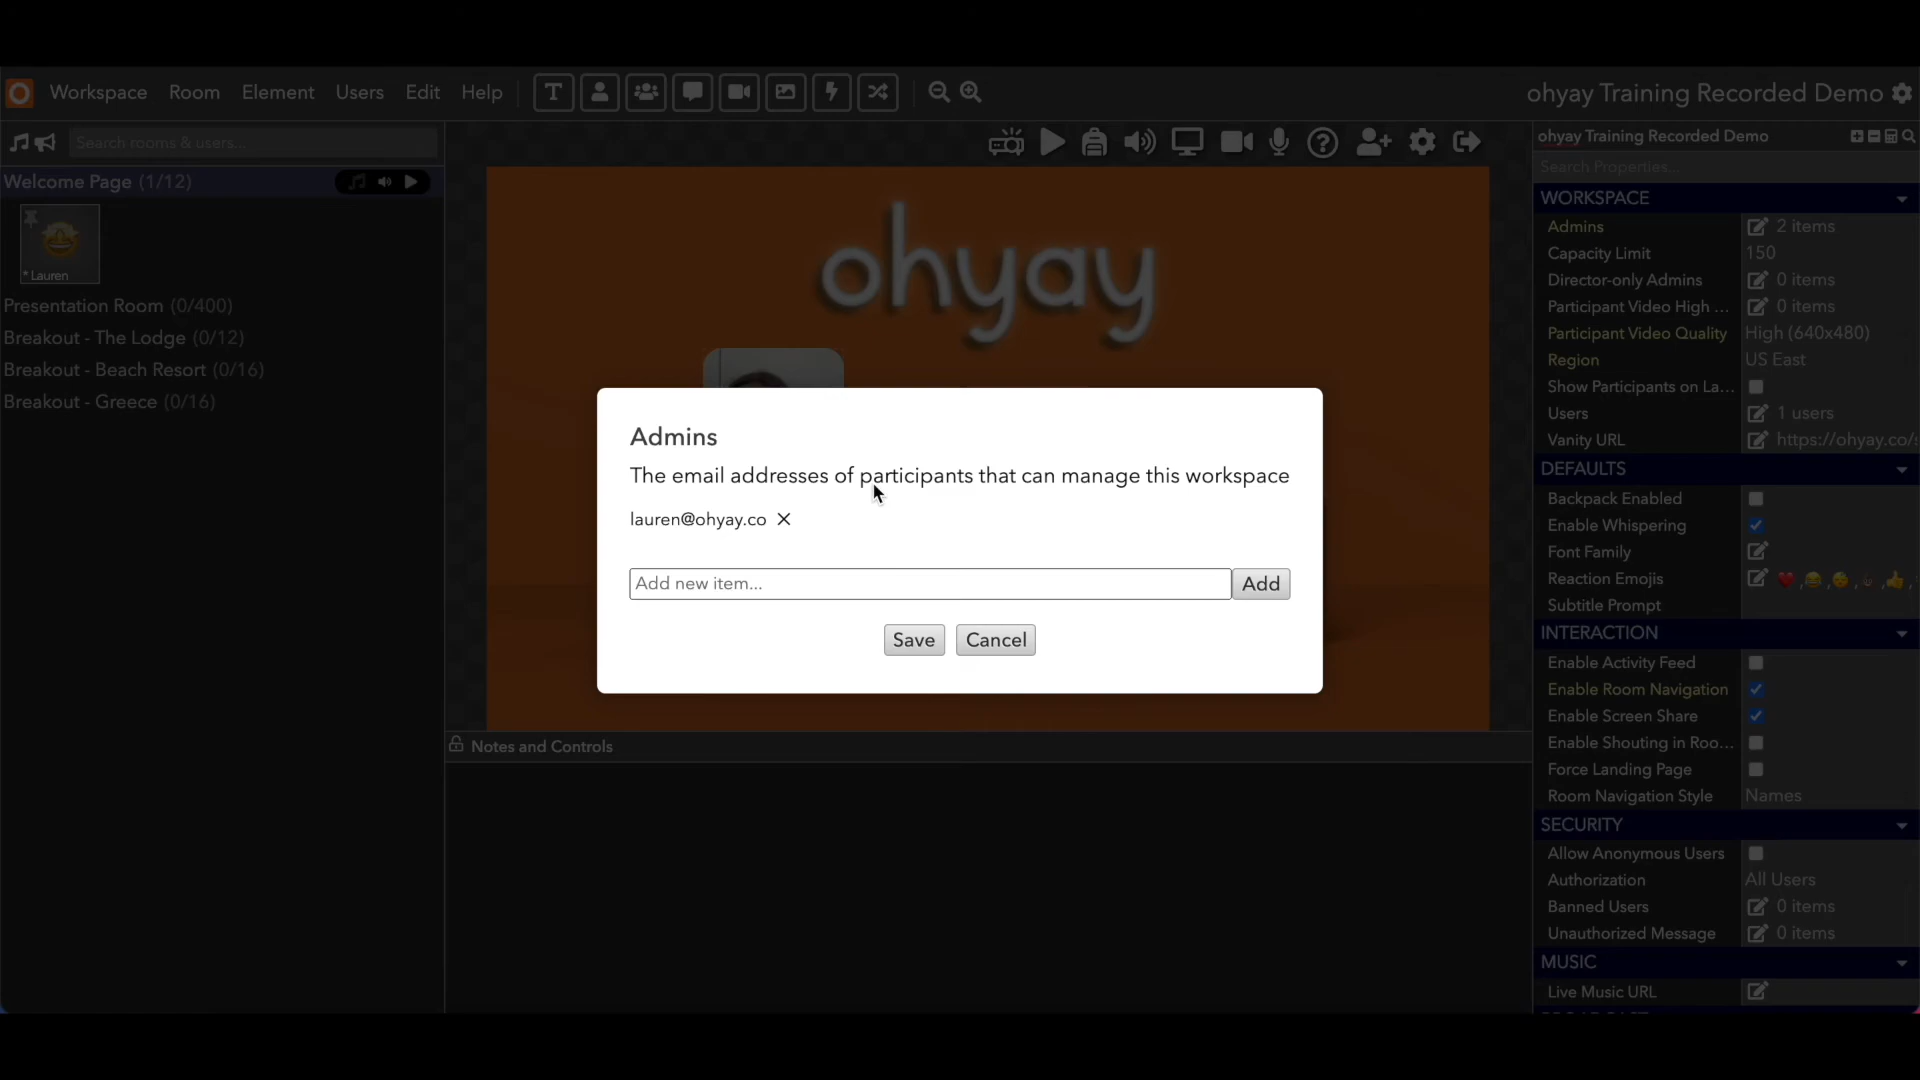 Workspace Room Element Users Edit Help
T
ohyay Training Recorded Demo
Search rooms & users...
ohyay Training Recorded Demo
Search Properties...
Welcome Page (1/12)
* Lauren
Presentation Room (0/400)
Breakout - The Lodge (0/12)
Breakout - Beach Resort (0/16)
Breakout - Greece (0/16)
ohyay
Admins
The email addresses of participants that can manage this workspace
lauren@ohyay.co
Add new item... Add
Save Cancel
Notes and Controls
WORKSPACE
Admins 2 items
Capacity Limit 150
Director-only Admins 0 items
Participant Video High ... 0 items
Participant Video Quality High (640x480)
Region US East
Show Participants on La...
Users 1 users
Vanity URL https://ohyay.co/
DEFAULTS
Backpack Enabled
Enable Whispering
Font Family
Reaction Emojis
Subtitle Prompt
INTERACTION
Enable Activity Feed
Enable Room Navigation
Enable Screen Share
Enable Shouting in Roo...
Force Landing Page
Room Navigation Style Names
SECURITY
Allow Anonymous Users
Authorization All Users
Banned Users 0 items
Unauthorized Message 0 items
MUSIC
Live Music URL